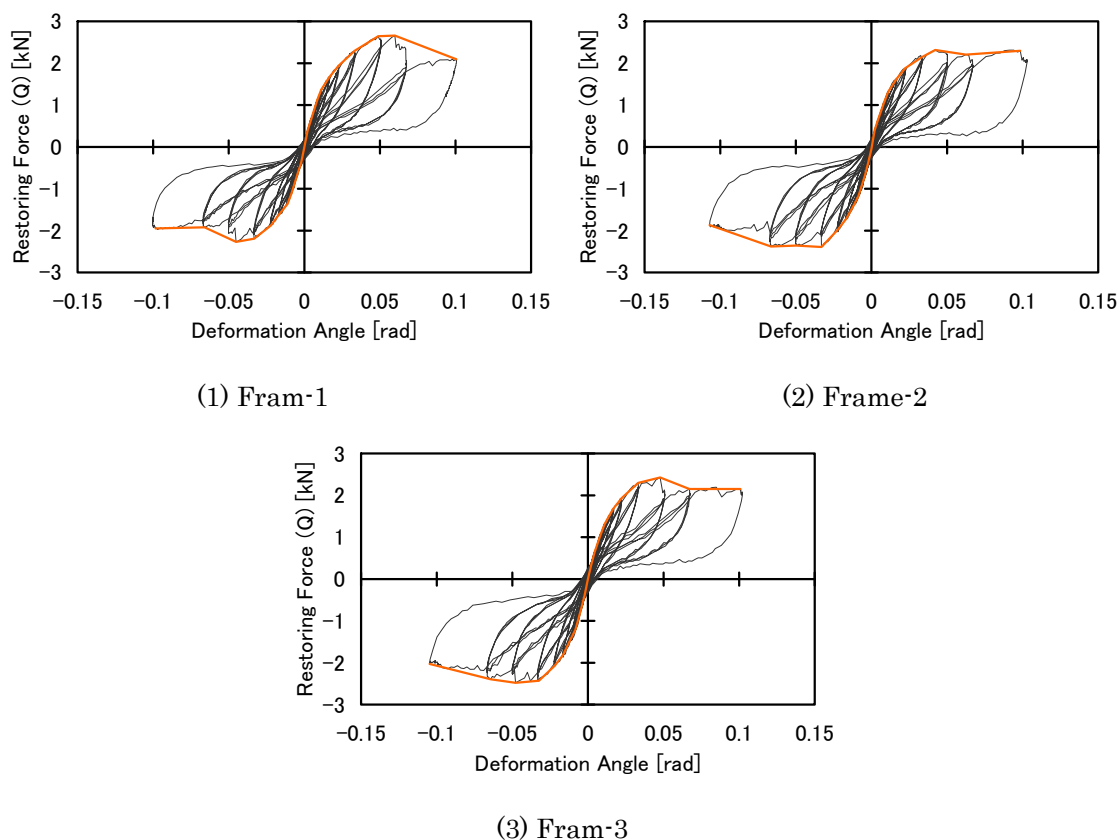 Restoring Force (Q) [kN]
3
2
1
0
−1
−2
−3
−0.15 −0.1 −0.05 0 0.05 0.1 0.15
Deformation Angle [rad]
(1) Fram-1
Restoring Force (Q) [kN]
3
2
1
0
−1
−2
−3
−0.15 −0.1 −0.05 0 0.05 0.1 0.15
Deformation Angle [rad]
(2) Frame-2
Restoring Force (Q) [kN]
3
2
1
0
−1
−2
−3
−0.15 −0.1 −0.05 0 0.05 0.1 0.15
Deformation Angle [rad]
(3) Fram-3